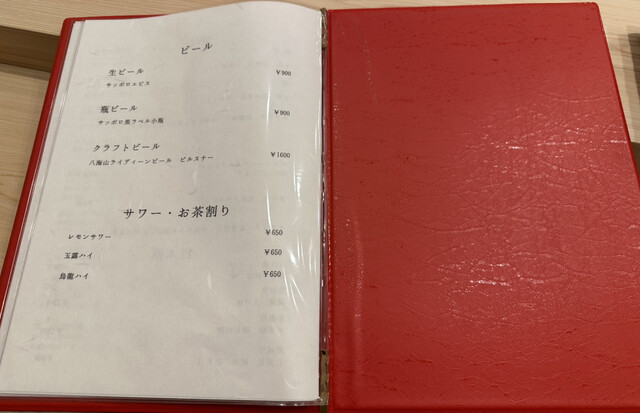 ビール
生ビール ￥900
サッポロエビス
瓶ビール ￥900
サッポロ黒ラベル小瓶
クラフトビール ￥1600
八海山ライディーンビール ピルスナー
サワー・お茶割り
レモンサワー ￥650
玉露ハイ ￥650
烏龍ハイ ￥650